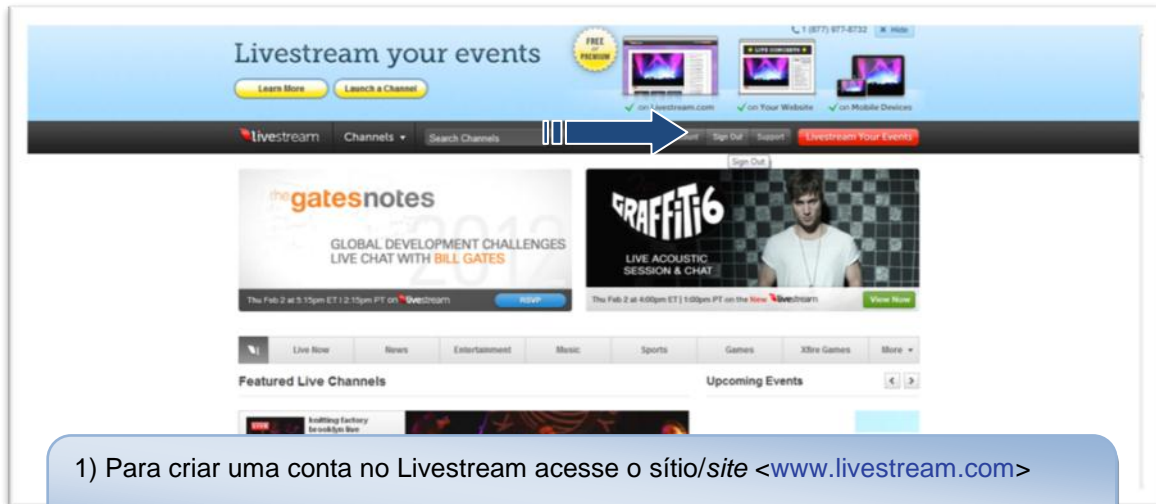 Livestream your events
FREE
or
PREMIUM
1 (877) 977-8732
Hide
Learn More
Launch a Channel
LIVE CONCERTS
✓ on Livestream.com
✓ on Your Website
✓ on Mobile Devices
livestream
Channels
Search Channels
Sign Out
Support
Livestream Your Events
Sign Out
the gatesnotes
2012
GLOBAL DEVELOPMENT CHALLENGES
LIVE CHAT WITH BILL GATES
Thu Feb 2 at 5:15pm ET | 2:15pm PT on livestream
RSVP
GRAFFITI6
LIVE ACOUSTIC
SESSION & CHAT
Thu Feb 2 at 4:00pm ET | 1:00pm PT on the New livestream
View Now
Live Now
News
Entertainment
Music
Sports
Games
Xfire Games
More
Featured Live Channels
Upcoming Events
LIVE
knitting factory
brooklyn live
1) Para criar uma conta no Livestream acesse o sítio/site <www.livestream.com>